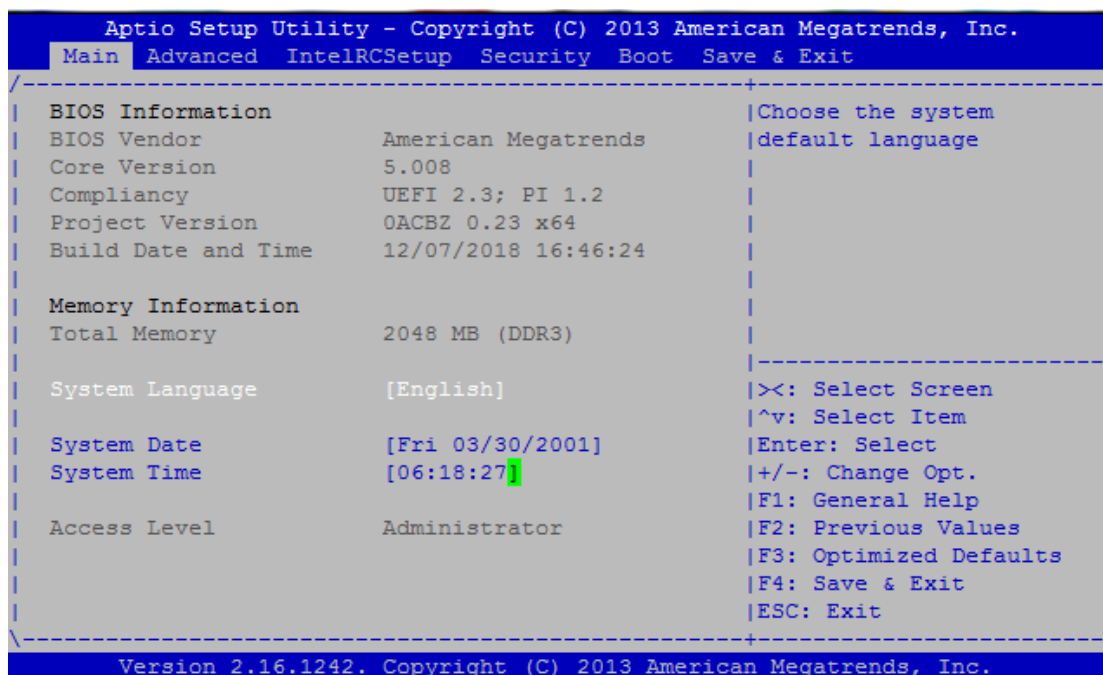 Aptio Setup Utility - Copyright (C) 2013 American Megatrends, Inc.
Main Advanced IntelRCSetup Security Boot Save & Exit
/----------------------------------------------------+-------------------------
| BIOS Information |Choose the system
| BIOS Vendor American Megatrends |default language
| Core Version 5.008 |
| Compliancy UEFI 2.3; PI 1.2 |
| Project Version 0ACBZ 0.23 x64 |
| Build Date and Time 12/07/2018 16:46:24 |
| |
| Memory Information |
| Total Memory 2048 MB (DDR3) |
| |-------------------------
| System Language [English] |><: Select Screen
| |^v: Select Item
| System Date [Fri 03/30/2001] |Enter: Select
| System Time [06:18:27] |+/-: Change Opt.
| |F1: General Help
| Access Level Administrator |F2: Previous Values
| |F3: Optimized Defaults
| |F4: Save & Exit
| |ESC: Exit
\----------------------------------------------------+-------------------------
Version 2.16.1242. Copyright (C) 2013 American Megatrends, Inc.